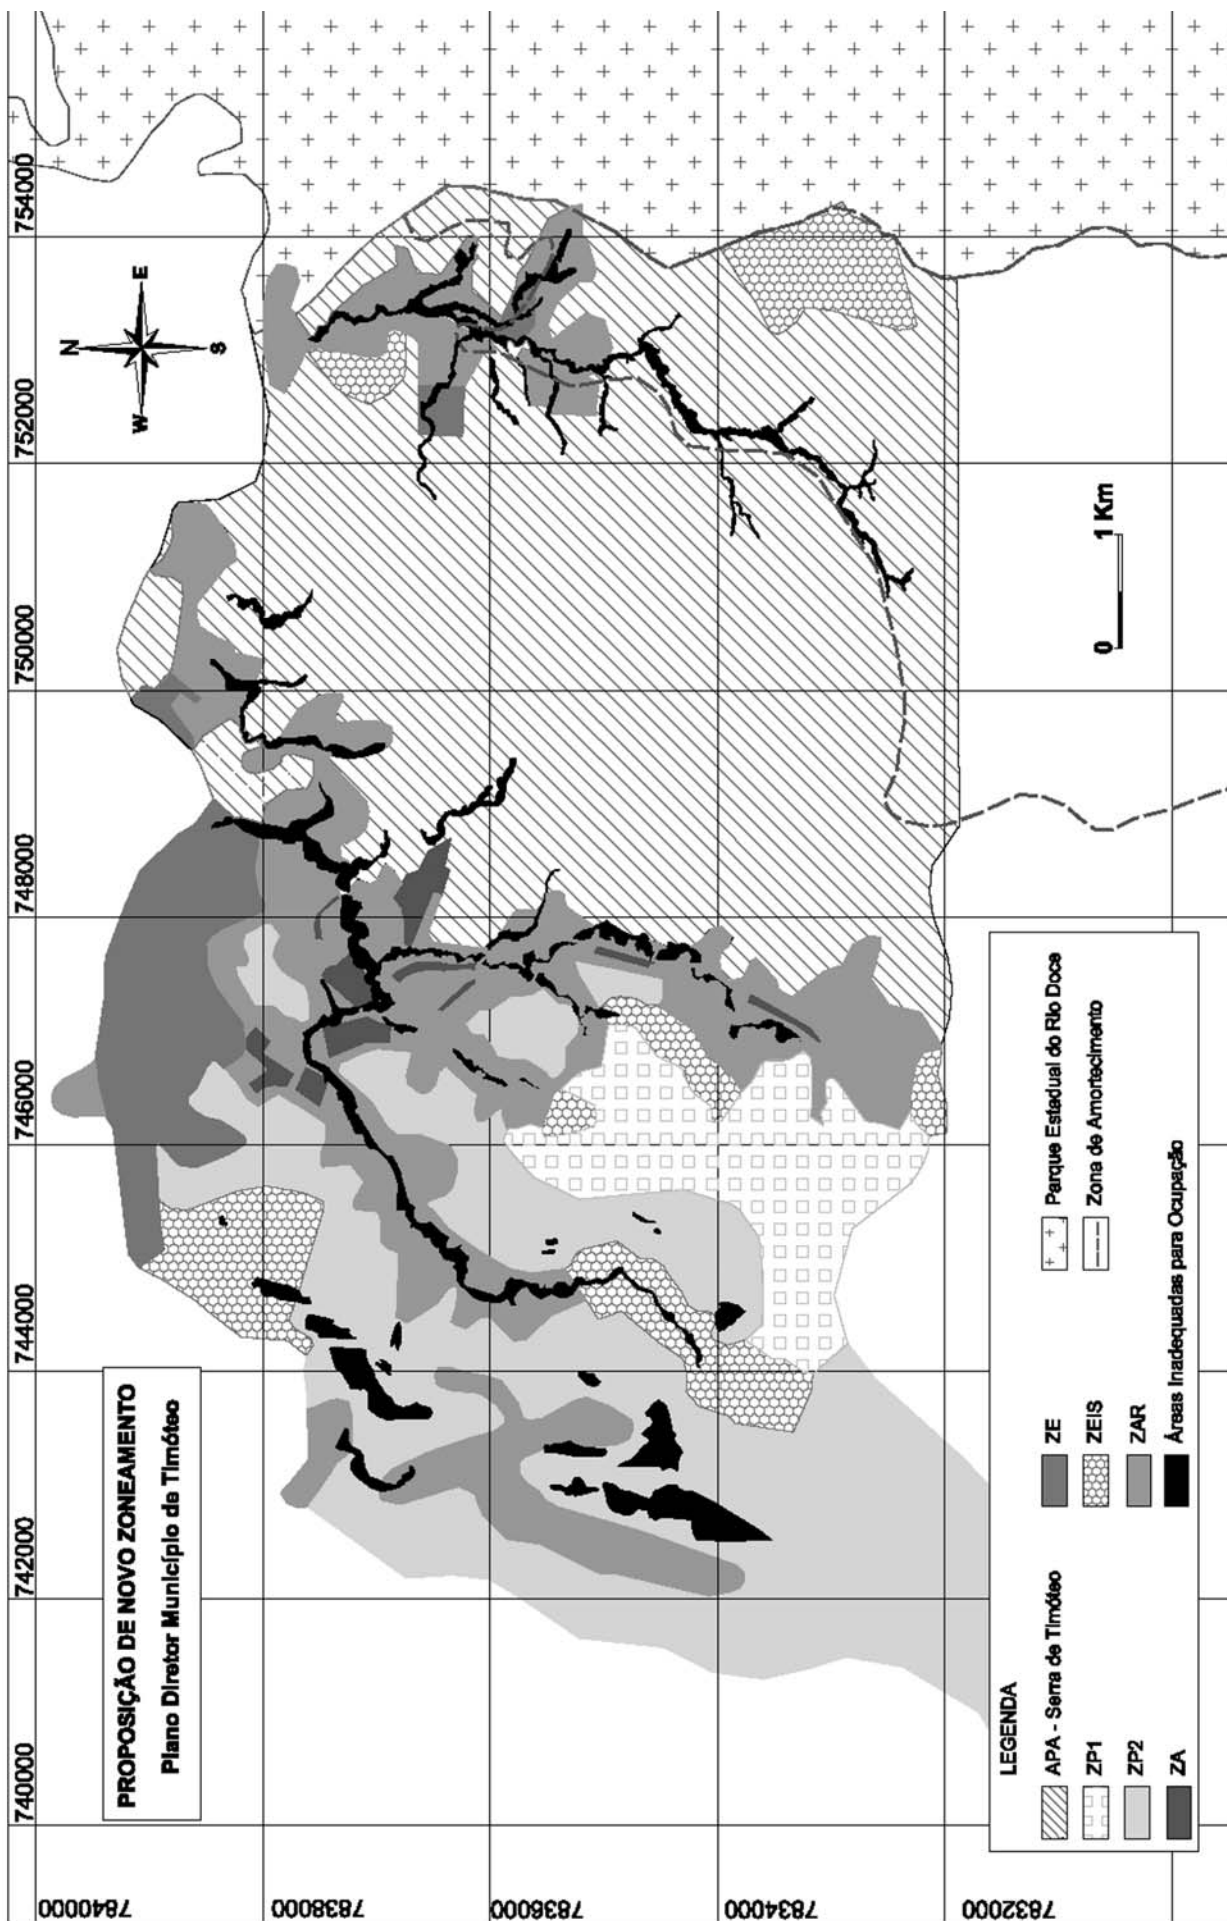 PROPOSIÇÃO DE NOVO ZONEAMENTO
Plano Diretor Município de Timóteo
740000
742000
744000
746000
748000
750000
752000
754000
7840000
7838000
7836000
7834000
7832000
N
W
E
S
0
1 Km
LEGENDA
APA - Serra de Timóteo
ZP1
ZP2
ZA
ZE
ZEIS
ZAR
Áreas Inadequadas para Ocupação
Parque Estadual do Rio Doce
Zona de Amortecimento